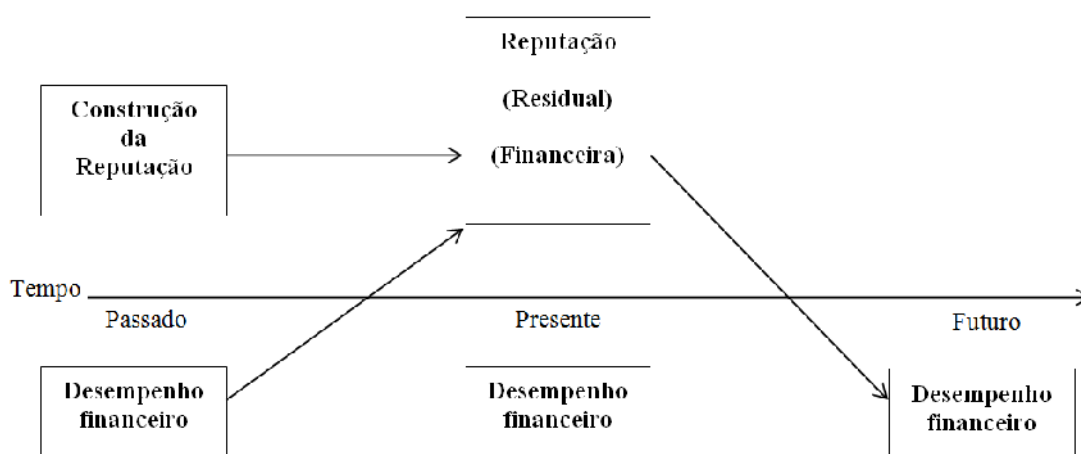 Reputação
(Residual)
(Financeira)
Construção
da
Reputação
Tempo
Passado
Presente
Futuro
Desempenho
financeiro
Desempenho
financeiro
Desempenho
financeiro